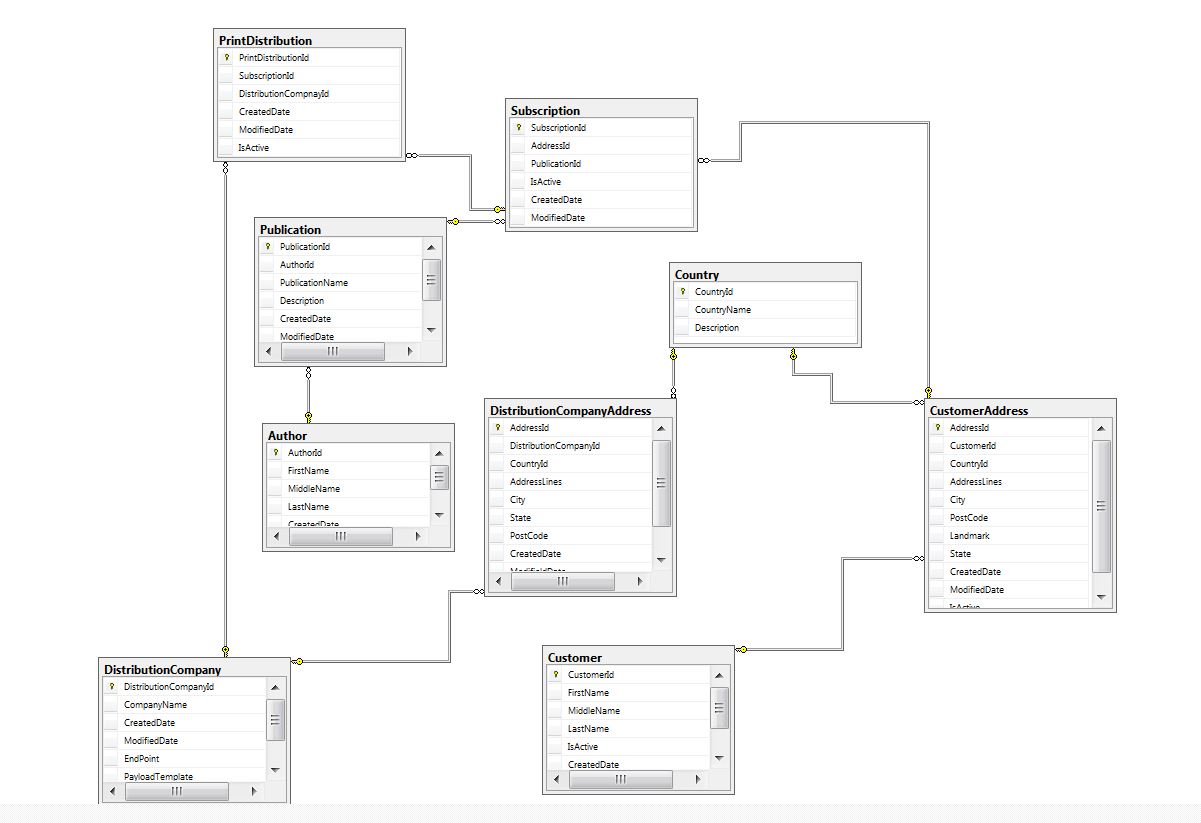 PrintDistribution
PrintDistributionId
SubscriptionId
DistributionCompnayId
CreatedDate
ModifiedDate
IsActive
Subscription
SubscriptionId
AddressId
PublicationId
IsActive
CreatedDate
ModifiedDate
Publication
PublicationId
AuthorId
PublicationName
Description
CreatedDate
ModifiedDate
Country
CountryId
CountryName
Description
Author
AuthorId
FirstName
MiddleName
LastName
CreatedDate
DistributionCompanyAddress
AddressId
DistributionCompanyId
CountryId
AddressLines
City
State
PostCode
CreatedDate
CustomerAddress
AddressId
CustomerId
CountryId
AddressLines
City
PostCode
Landmark
State
CreatedDate
ModifiedDate
IsActive
DistributionCompany
DistributionCompanyId
CompanyName
CreatedDate
ModifiedDate
EndPoint
PayloadTemplate
Customer
CustomerId
FirstName
MiddleName
LastName
IsActive
CreatedDate